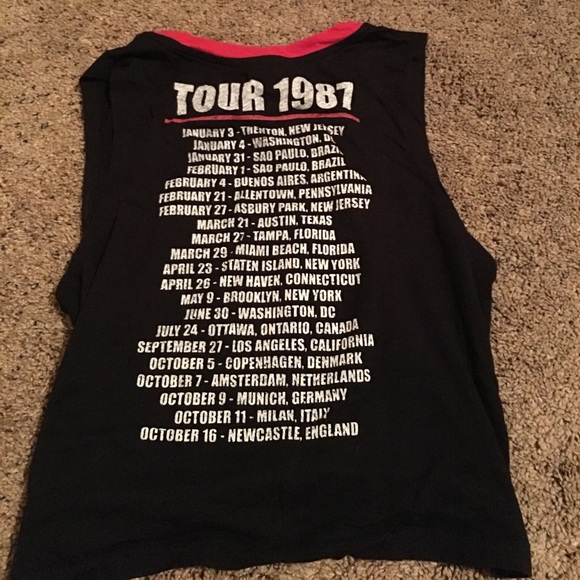 TOUR 1987
JANUARY 3 - TRENTON, NEW JERSEY
JANUARY 4 - WASHINGTON, DC
JANUARY 31 - SAO PAULO, BRAZIL
FEBRUARY 1 - SAO PAULO, BRAZIL
FEBRUARY 4 - BUENOS AIRES, ARGENTINA
FEBRUARY 21 - ALLENTOWN, PENNSYLVANIA
FEBRUARY 27 - ASBURY PARK, NEW JERSEY
MARCH 21 - AUSTIN, TEXAS
MARCH 27 - TAMPA, FLORIDA
MARCH 29 - MIAMI BEACH, FLORIDA
APRIL 23 - STATEN ISLAND, NEW YORK
APRIL 26 - NEW HAVEN, CONNECTICUT
MAY 9 - BROOKLYN, NEW YORK
JUNE 30 - WASHINGTON, DC
JULY 24 - OTTAWA, ONTARIO, CANADA
SEPTEMBER 27 - LOS ANGELES, CALIFORNIA
OCTOBER 5 - COPENHAGEN, DENMARK
OCTOBER 7 - AMSTERDAM, NETHERLANDS
OCTOBER 9 - MUNICH, GERMANY
OCTOBER 11 - MILAN, ITALY
OCTOBER 16 - NEWCASTLE, ENGLAND